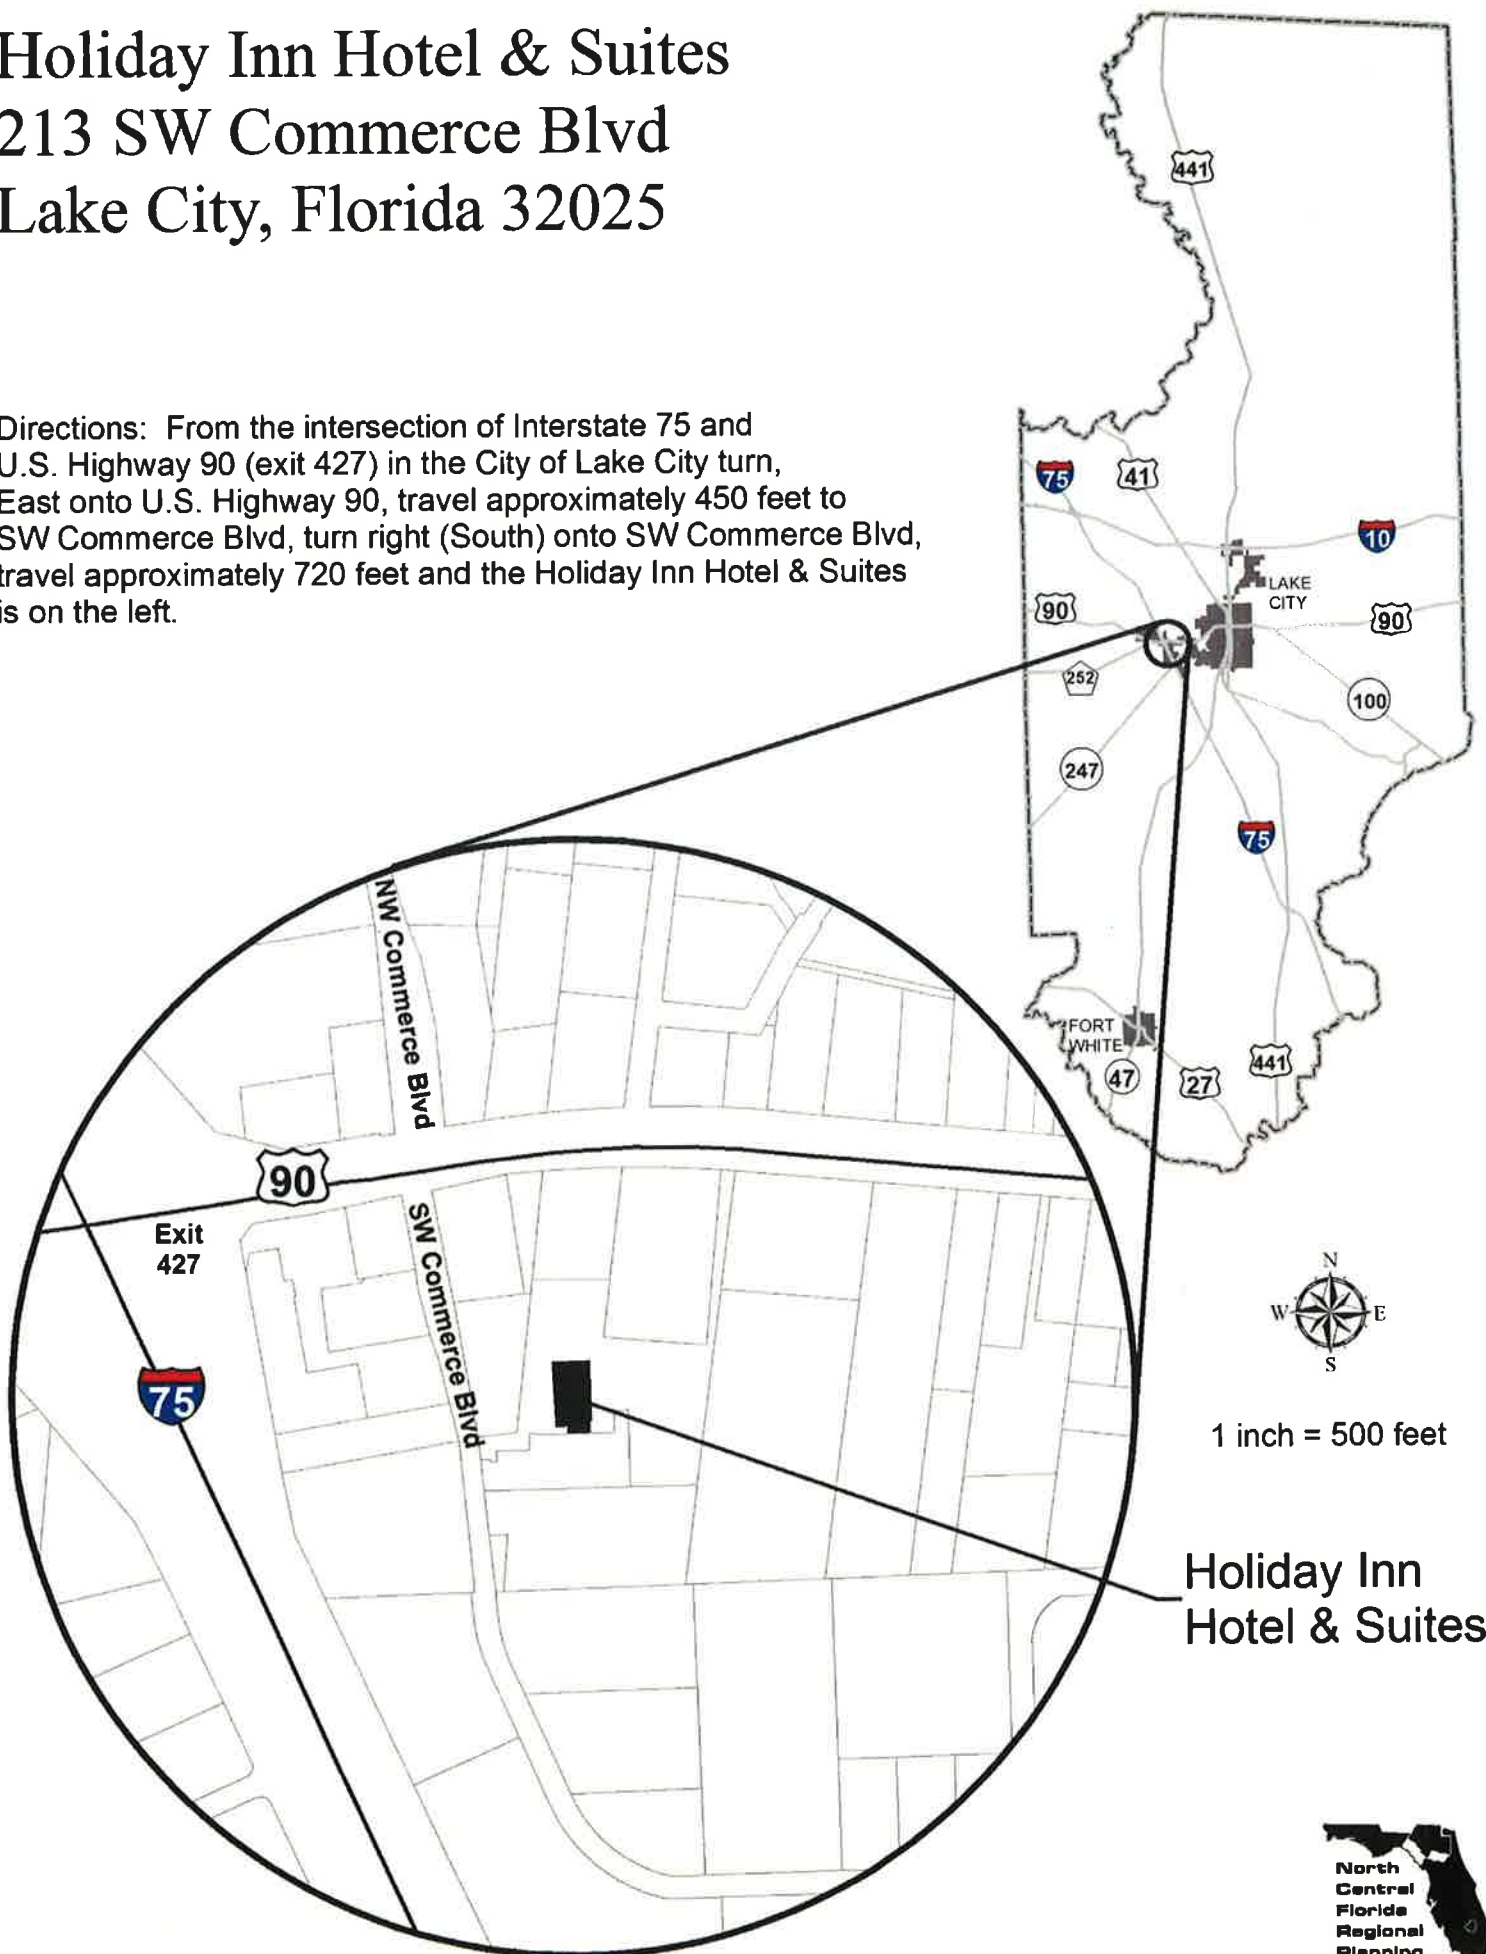 Holiday Inn Hotel & Suites
213 SW Commerce Blvd
Lake City, Florida 32025
Directions: From the intersection of Interstate 75 and
U.S. Highway 90 (exit 427) in the City of Lake City turn,
East onto U.S. Highway 90, travel approximately 450 feet to
SW Commerce Blvd, turn right (South) onto SW Commerce Blvd,
travel approximately 720 feet and the Holiday Inn Hotel & Suites
is on the left.
441
75
41
10
LAKE
CITY
90
90
252
100
247
75
FORT
WHITE
47
27
441
NW Commerce Blvd
90
Exit
427
SW Commerce Blvd
75
N
W
E
S
1 inch = 500 feet
Holiday Inn
Hotel & Suites
North
Central
Florida
Regional
Planning